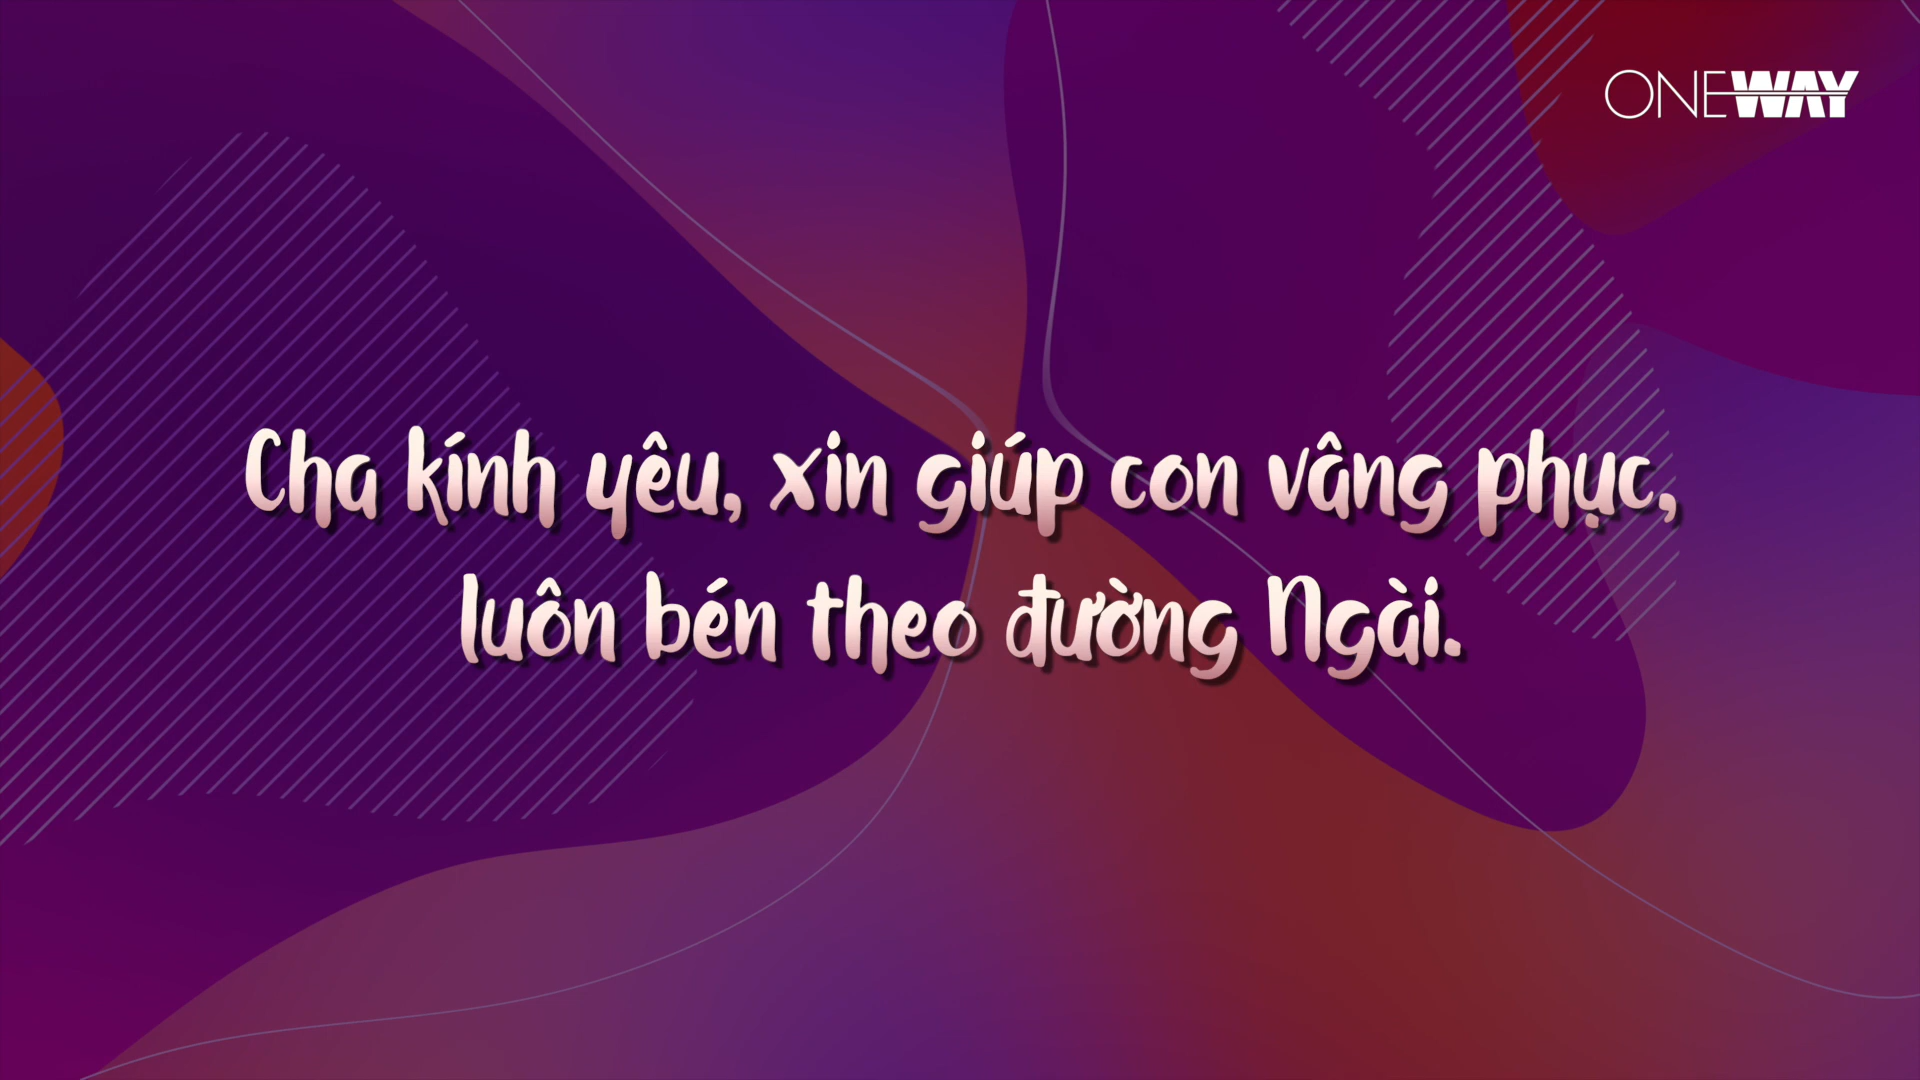 ONEWAY
Cha kính yêu, xin giúp con vâng phục,
luôn bén theo đường Ngài.